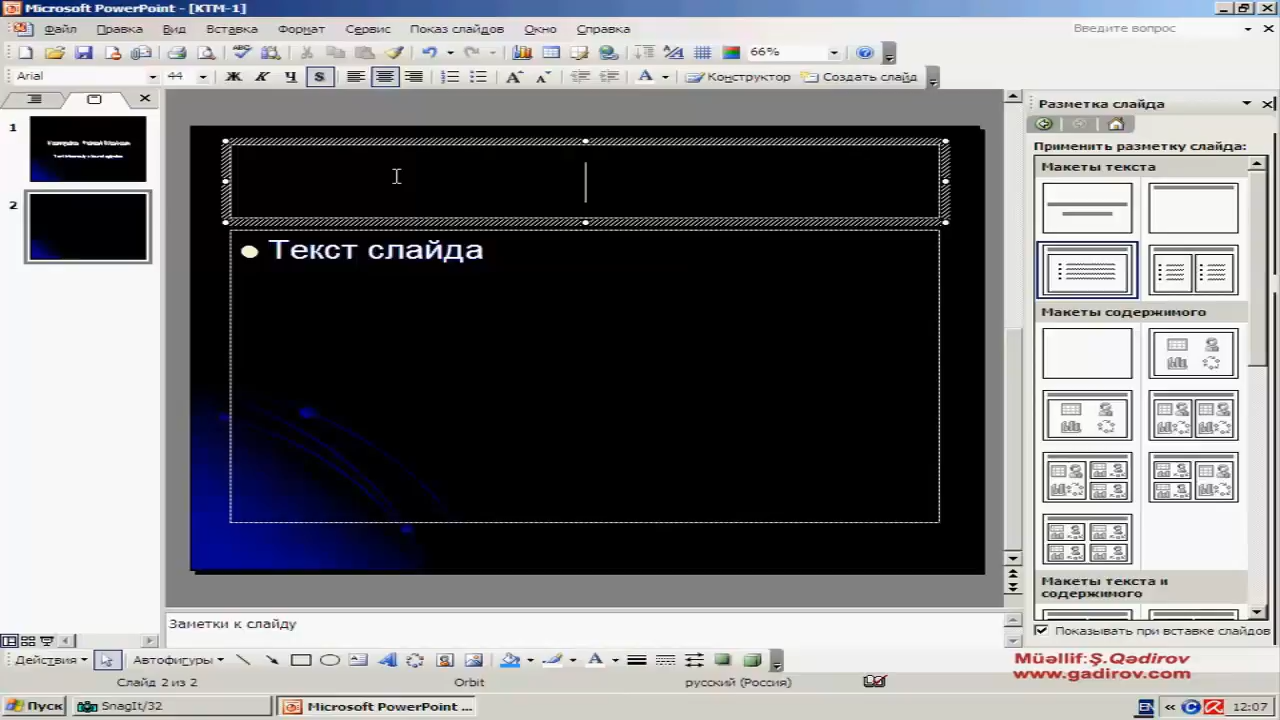 Microsoft PowerPoint - [KTM-1]
Файл Правка Вид Вставка Формат Сервис Показ слайдов Окно Справка Введите вопрос
66%
Arial 44 Ж К Ч S Конструктор Создать слайд
Разметка слайда
1
Применить разметку слайда:
Макеты текста
2
Текст слайда
Макеты содержимого
Макеты текста и
содержимого
Заметки к слайду
Показывать при вставке слайдов
Действия Автофигуры
Müəllif:Ş.Qədirov
www.gadirov.com
Слайд 2 из 2 Orbit русский (Россия)
Пуск SnagIt/32 Microsoft PowerPoint ... EN 12:07